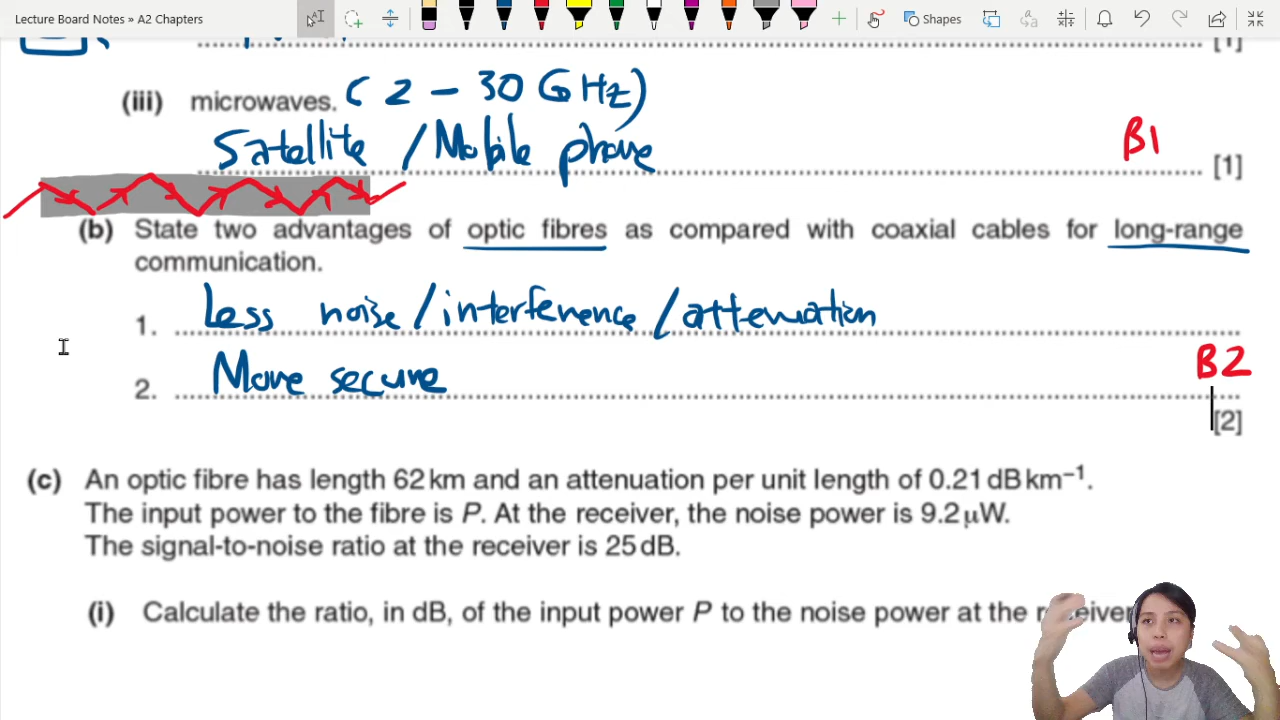 Lecture Board Notes » A2 Chapters
Shapes
[1]
(iii) microwaves. (2 – 30 GHz)
Satellite / Mobile phone
B1
[1]
(b) State two advantages of optic fibres as compared with coaxial cables for long-range
communication.
1. Less noise / interference / attenuation
2. More secure
B2
[2]
(c) An optic fibre has length 62 km and an attenuation per unit length of 0.21 dB km⁻¹.
The input power to the fibre is P. At the receiver, the noise power is 9.2 μW.
The signal-to-noise ratio at the receiver is 25 dB.
(i) Calculate the ratio, in dB, of the input power P to the noise power at the receiver